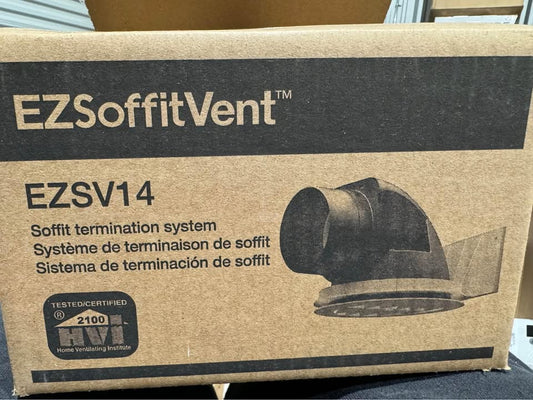 EZSoffitVent™
EZSV14
Soffit termination system
Système de terminaison de soffit
Sistema de terminación de soffit
TESTED/CERTIFIED
®
2100
HVI
Home Ventilating Institute